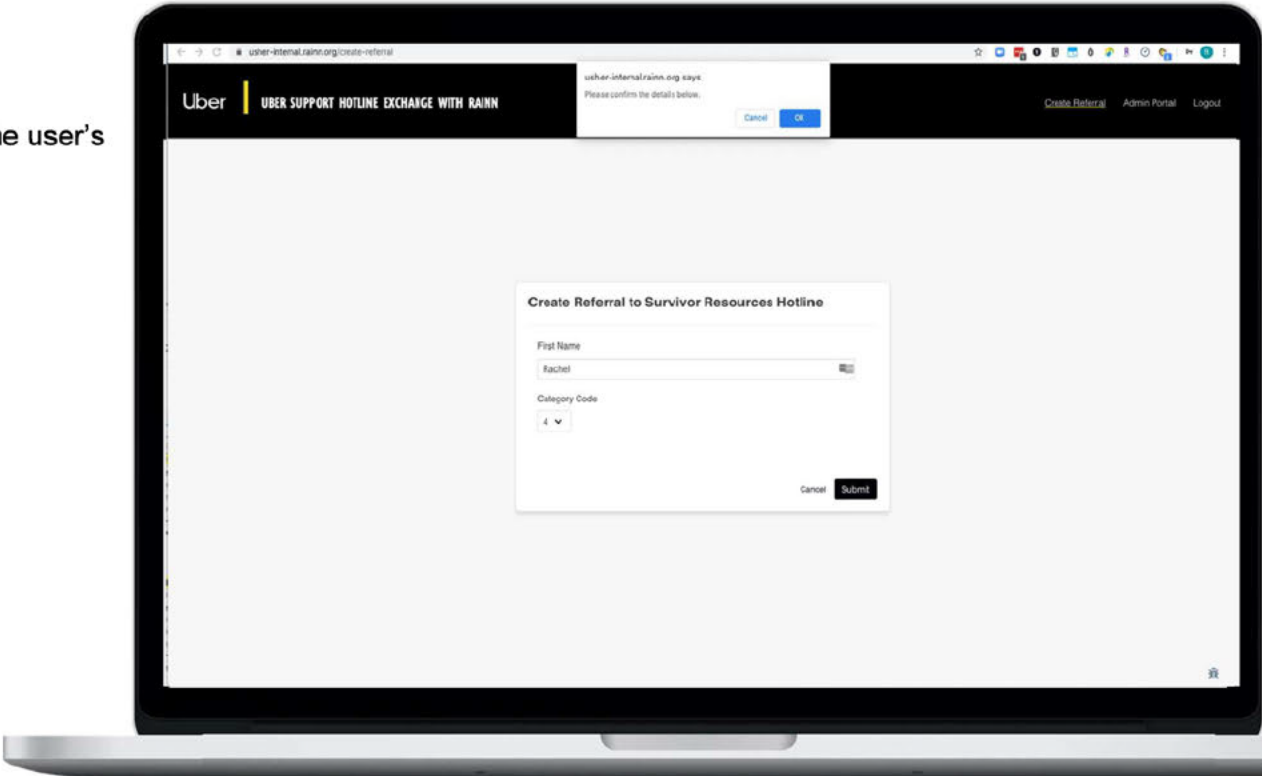 usher-internal.rainn.org/create-referral
usher-internal.rainn.org says
Please confirm the details below.
Cancel OK
Uber UBER SUPPORT HOTLINE EXCHANGE WITH RAINN
Create Referral Admin Portal Logout
ne user's
Create Referral to Survivor Resources Hotline
First Name
Rachel
Category Code
4
Cancel Submit